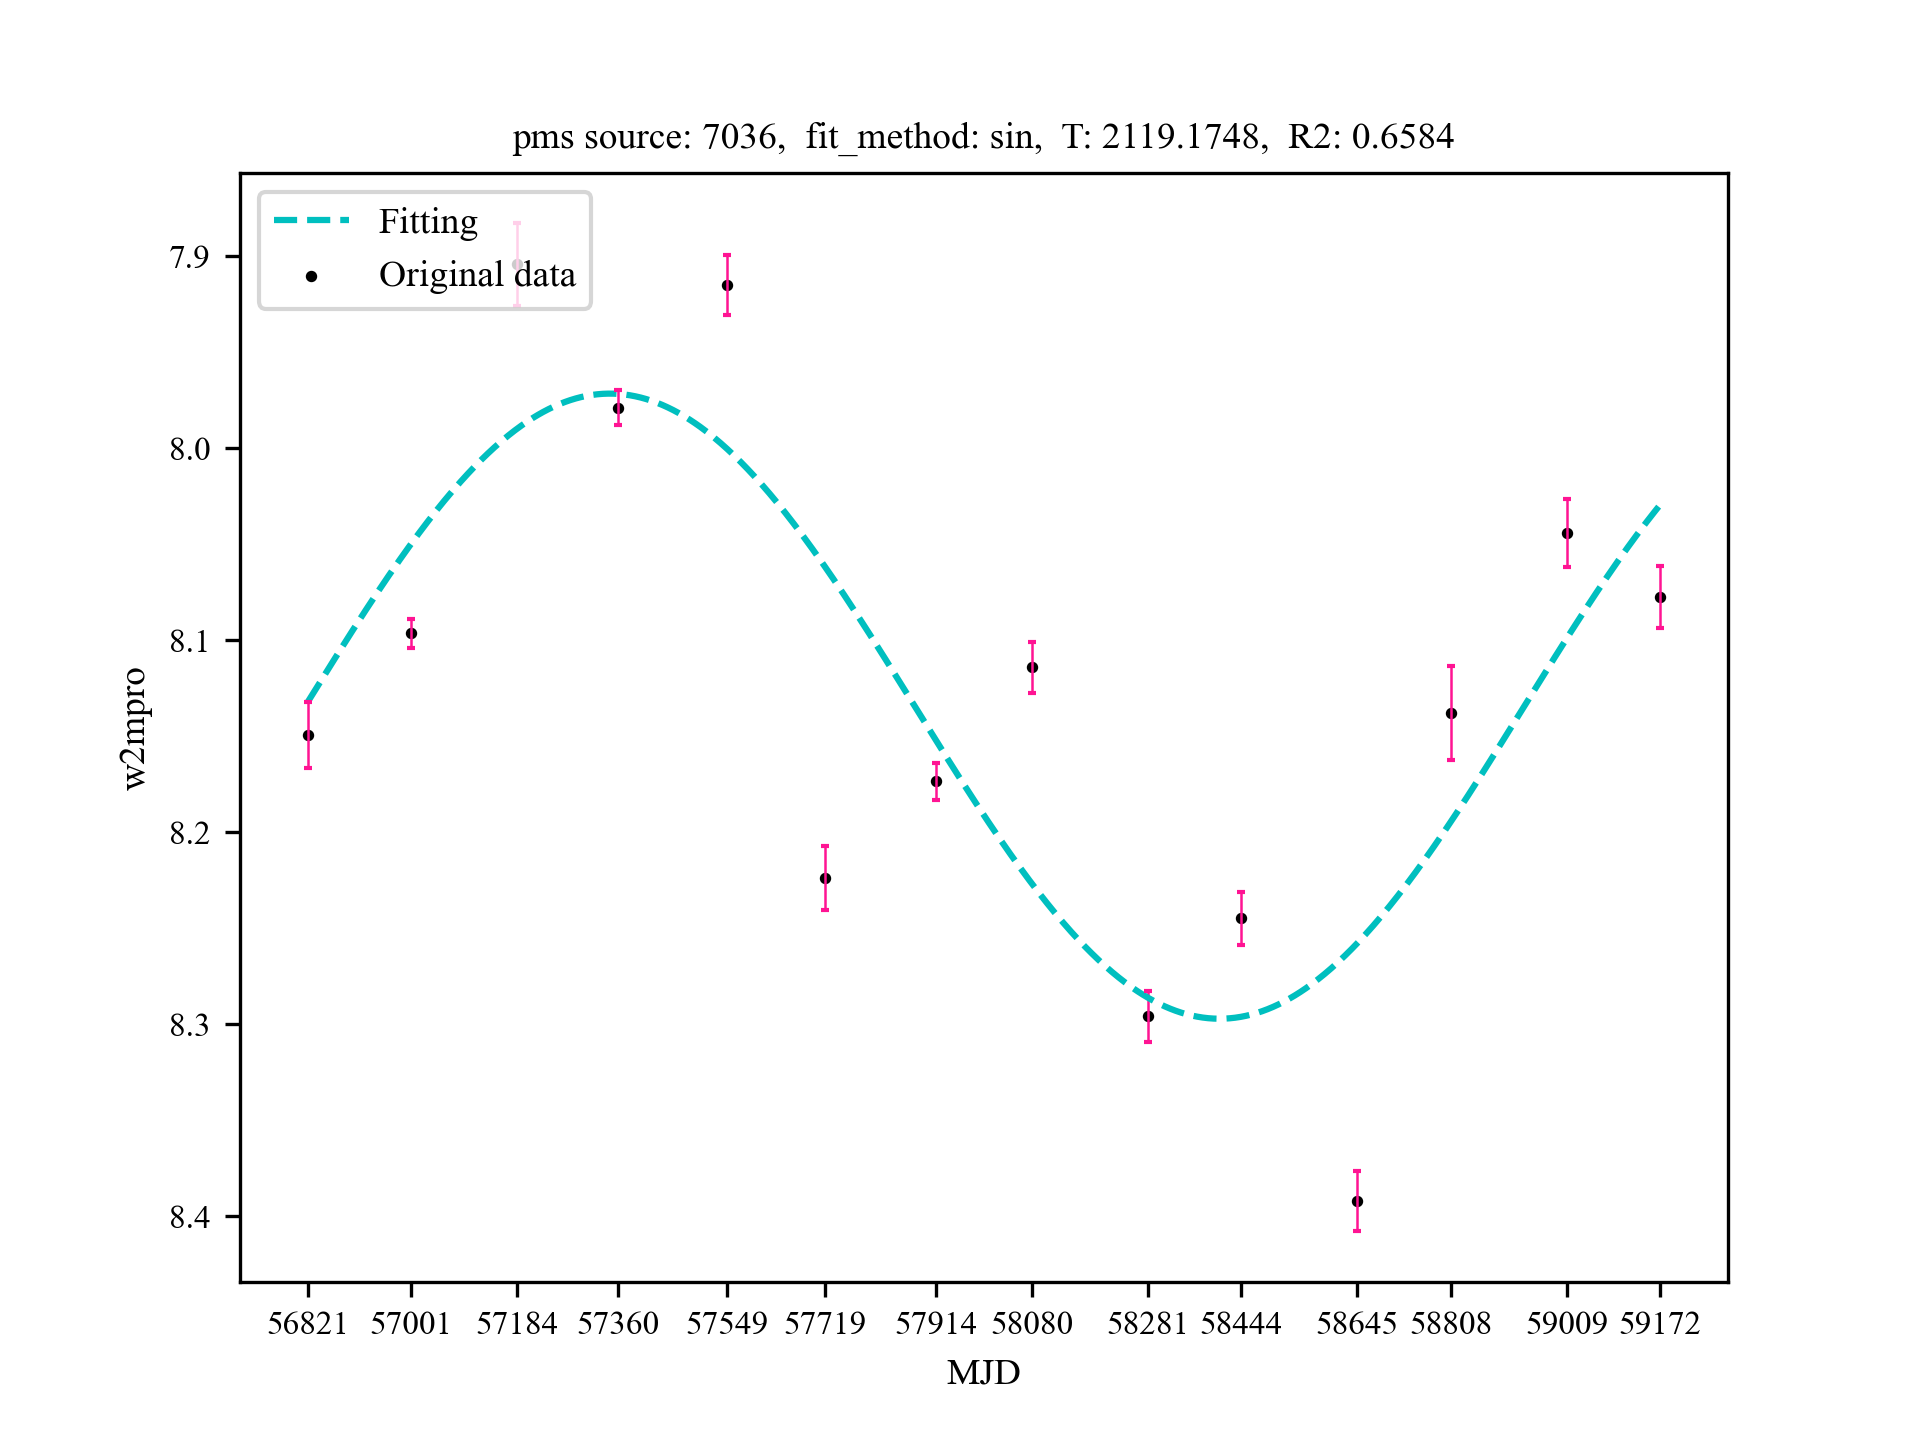 pms source: 7036, fit_method: sin, T: 2119.1748, R2: 0.6584
Fitting
Original data
7.9
8.0
8.1
8.2
8.3
8.4
w2mpro
56821 57001 57184 57360 57549 57719 57914 58080 58281 58444 58645 58808 59009 59172
MJD